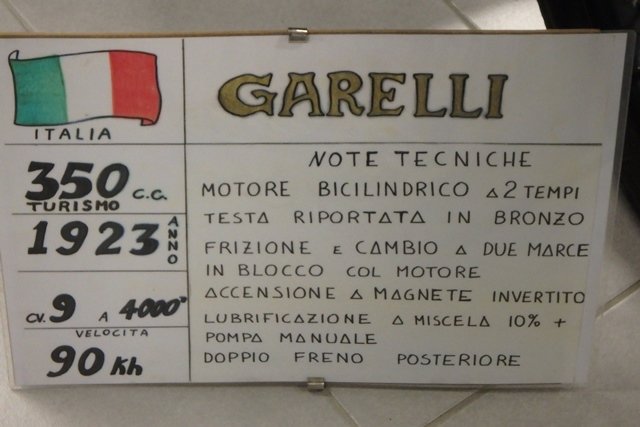 ITALIA
350 c.c.
TURISMO
1923 ANNO
CV. 9 A 4000°
VELOCITA
90 Kh
GARELLI
NOTE TECNICHE
MOTORE BICILINDRICO A 2 TEMPI
TESTA RIPORTATA IN BRONZO
FRIZIONE E CAMBIO A DUE MARCE
IN BLOCCO COL MOTORE
ACCENSIONE A MAGNETE INVERTITO
LUBRIFICAZIONE A MISCELA 10% +
POMPA MANUALE
DOPPIO FRENO POSTERIORE